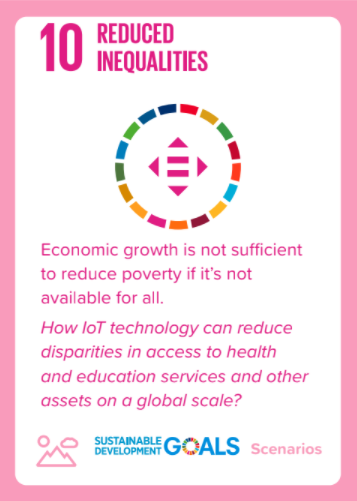 10 REDUCED
INEQUALITIES
Economic growth is not sufficient
to reduce poverty if it's not
available for all.
How IoT technology can reduce
disparities in access to health
and education services and other
assets on a global scale?
SUSTAINABLE
DEVELOPMENT GOALS Scenarios